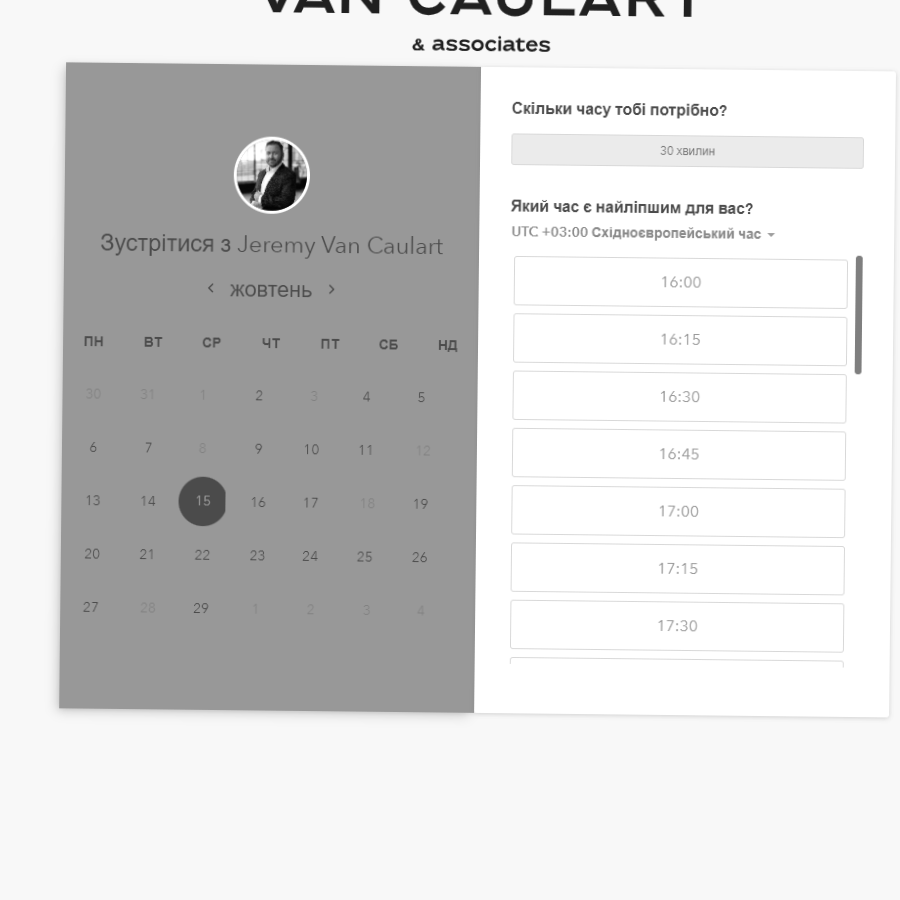 VAN CAULART
& associates
Зустрітися з Jeremy Van Caulart
‹ жовтень ›
ПН ВТ СР ЧТ ПТ СБ НД
30 31 1 2 3 4 5
6 7 8 9 10 11 12
13 14 15 16 17 18 19
20 21 22 23 24 25 26
27 28 29 1 2 3 4
Скільки часу тобі потрібно?
30 хвилин
Який час є найліпшим для вас?
UTC +03:00 Східноєвропейський час
16:00
16:15
16:30
16:45
17:00
17:15
17:30